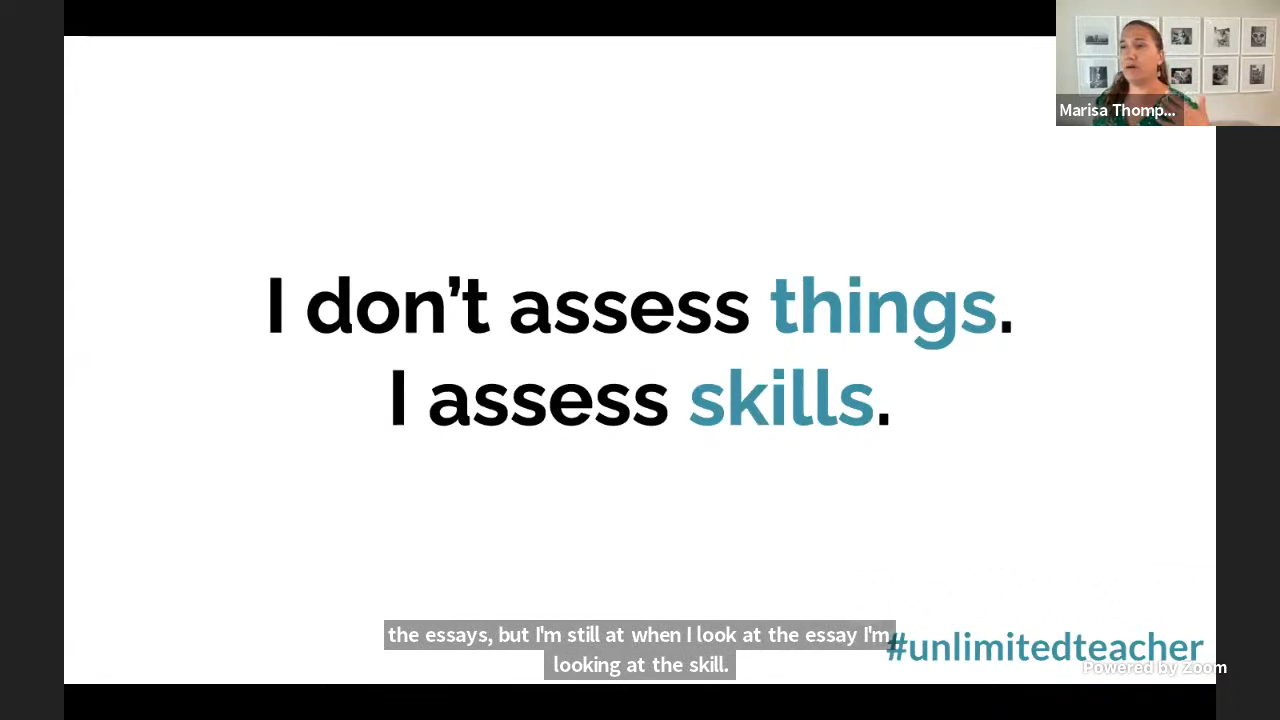 Marisa Thomp...
I don't assess things.
I assess skills.
the essays, but I'm still at when I look at the essay I'm
looking at the skill.
#unlimitedteacher
Powered by Zoom